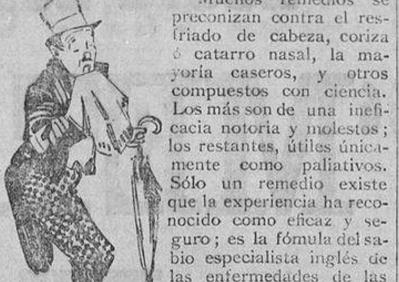 Muchos remedios se
preconizan contra el res-
friado de cabeza, coriza
ó catarro nasal, la ma-
yoría caseros, y otros
compuestos con ciencia.
Los más son de una inefi-
cacia notoria y molestos;
los restantes, útiles única-
mente como paliativos.
Sólo un remedio existe
que la experiencia ha reco-
nocido como eficaz y se-
guro; es la fómula del sa-
bio especialista inglés de
las enfermedades de las